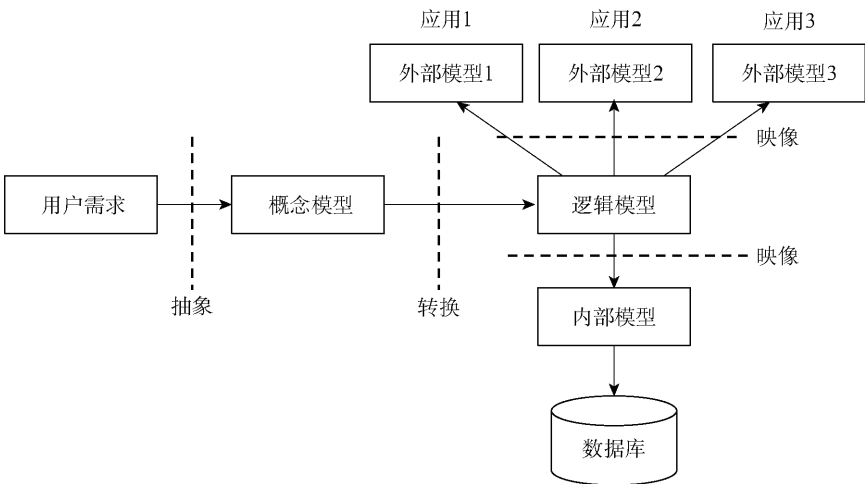 应用1
应用2
应用3
外部模型1
外部模型2
外部模型3
映像
用户需求
概念模型
逻辑模型
映像
抽象
转换
内部模型
数据库